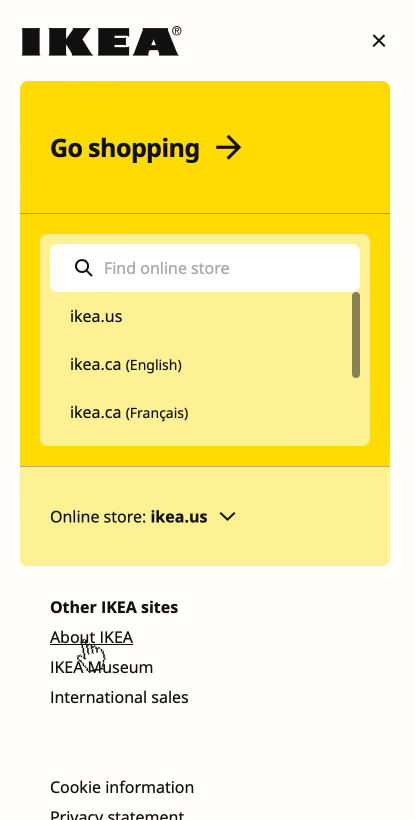 IKEA®
Go shopping
Find online store
ikea.us
ikea.ca (English)
ikea.ca (Français)
Online store: ikea.us
Other IKEA sites
About IKEA
IKEA Museum
International sales
Cookie information
Privacy statement